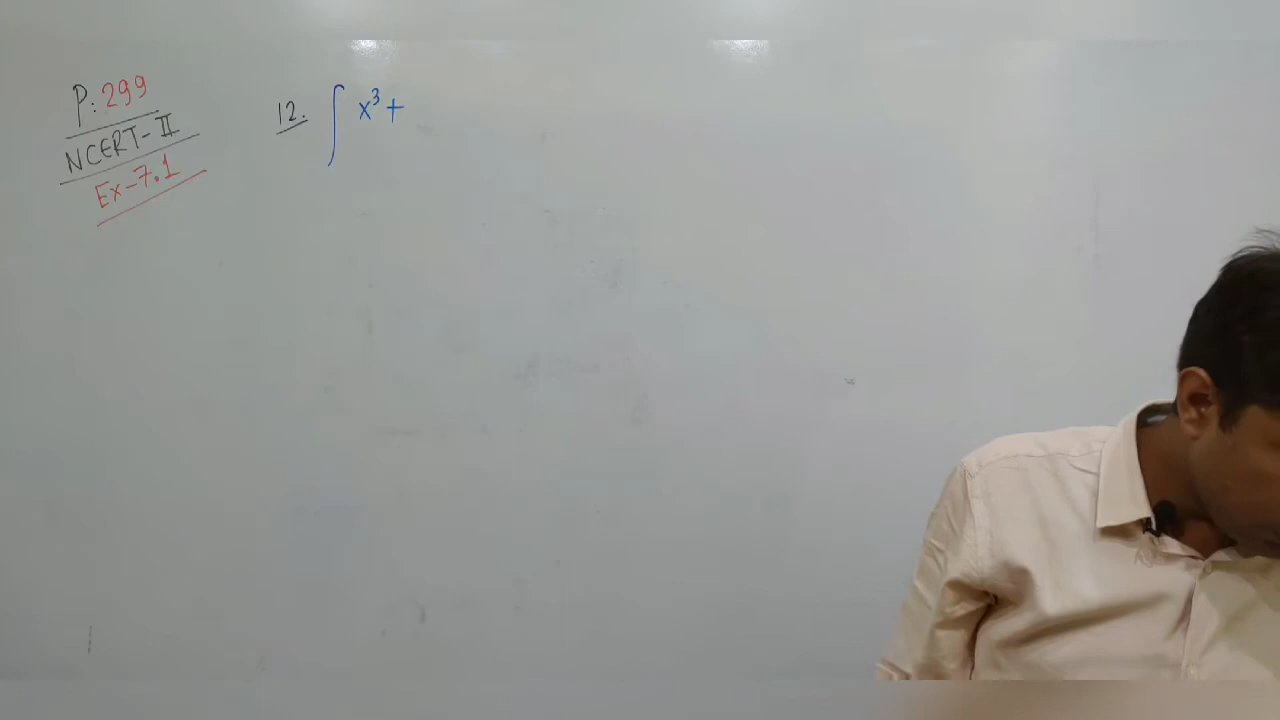 P: 299
NCERT-II
Ex-7.1
12. ∫ x³ +